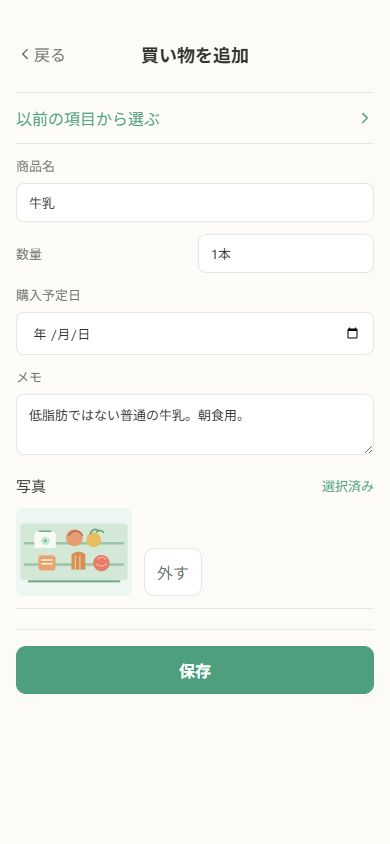 戻る
買い物を追加
以前の項目から選ぶ
商品名
牛乳
数量
1本
購入予定日
年 /月/日
メモ
低脂肪ではない普通の牛乳。朝食用。
写真
選択済み
外す
保存